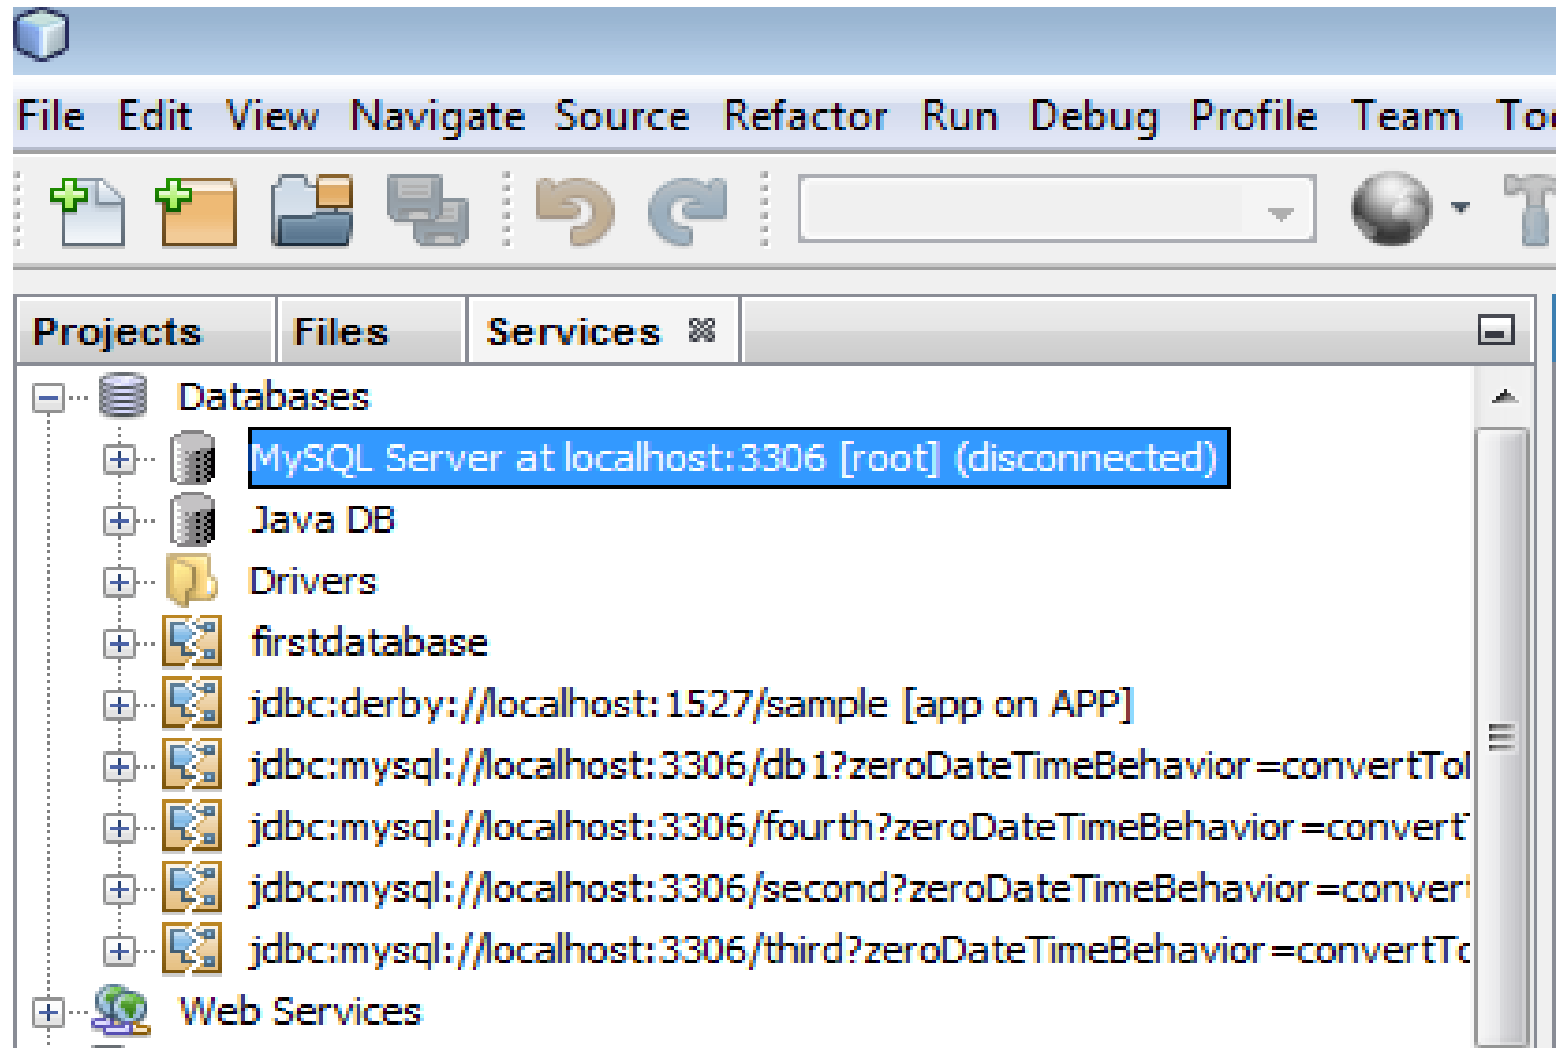 File Edit View Navigate Source Refactor Run Debug Profile Team
Projects Files Services
Databases
MySQL Server at localhost:3306 [root] (disconnected)
Java DB
Drivers
firstdatabase
jdbc:derby://localhost:1527/sample [app on APP]
jdbc:mysql://localhost:3306/db1?zeroDateTimeBehavior=convertTo
jdbc:mysql://localhost:3306/fourth?zeroDateTimeBehavior=convert
jdbc:mysql://localhost:3306/second?zeroDateTimeBehavior=conver
jdbc:mysql://localhost:3306/third?zeroDateTimeBehavior=convertTo
Web Services